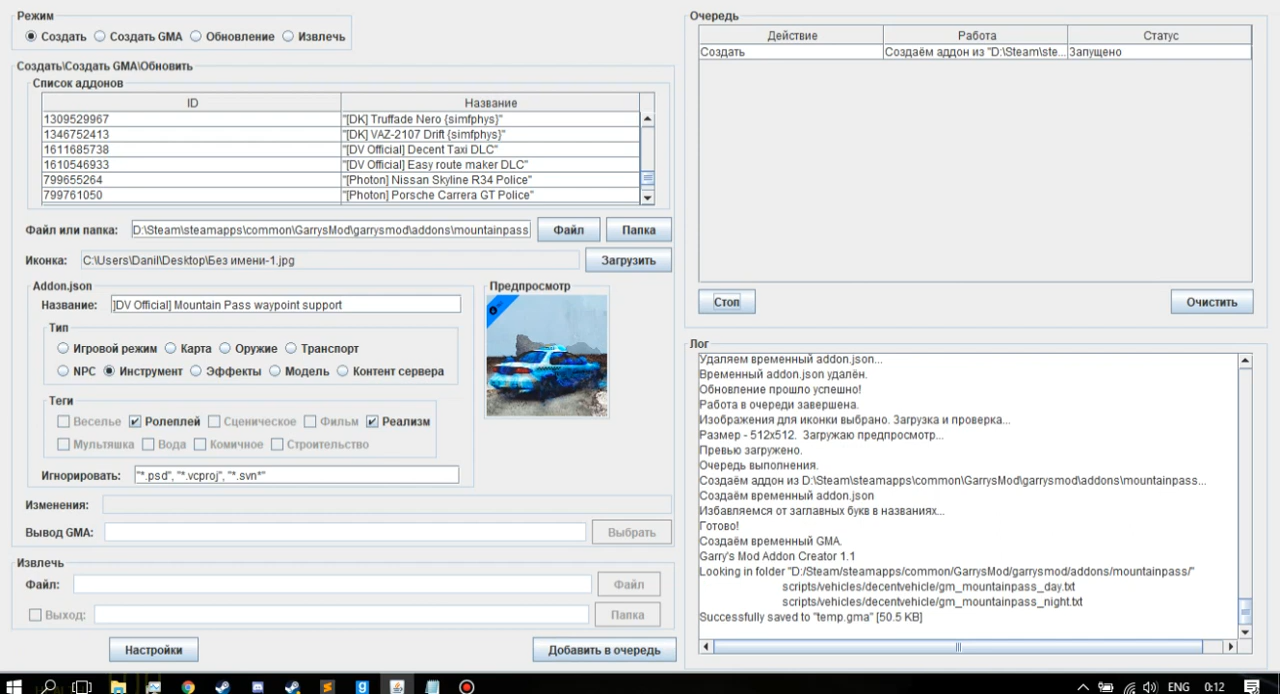 Режим
Создать Создать GMA Обновление Извлечь
Создать\Создать GMA\Обновить
Список аддонов
ID Название
1309529967 "[DK] Truffade Nero {simfphys}"
1346752413 "[DK] VAZ-2107 Drift {simfphys}"
1611685738 "[DV Official] Decent Taxi DLC"
1610546933 "[DV Official] Easy route maker DLC"
799655264 "[Photon] Nissan Skyline R34 Police"
799761050 "[Photon] Porsche Carrera GT Police"
Файл или папка: D:\Steam\steamapps\common\GarrysMod\garrysmod\addons\mountainpass Файл Папка
Иконка: C:\Users\Danil\Desktop\Без имени-1.jpg Загрузить
Addon.json
Название: ]DV Official] Mountain Pass waypoint support
Тип
Игровой режим Карта Оружие Транспорт
NPC Инструмент Эффекты Модель Контент сервера
Теги
Веселье Ролеплей Сценическое Фильм Реализм
Мультяшка Вода Комичное Строительство
Игнорировать: "*.psd", "*.vcproj", "*.svn*"
Предпросмотр
Изменения:
Вывод GMA: Выбрать
Извлечь
Файл: Файл
Выход: Папка
Настройки Добавить в очередь
Очередь
Действие Работа Статус
Создать Создаём аддон из "D:\Steam\ste... Запущено
Стоп Очистить
Лог
Удаляем временный addon.json...
Временный addon.json удалён.
Обновление прошло успешно!
Работа в очереди завершена.
Изображения для иконки выбрано. Загрузка и проверка...
Размер - 512x512. Загружаю предпросмотр...
Превью загружено.
Очередь выполнения.
Создаём аддон из D:\Steam\steamapps\common\GarrysMod\garrysmod\addons\mountainpass...
Создаём временный addon.json
Избавляемся от заглавных букв в названиях...
Готово!
Создаём временный GMA.
Garry's Mod Addon Creator 1.1
Looking in folder "D:/Steam/steamapps/common/GarrysMod/garrysmod/addons/mountainpass/"
scripts/vehicles/decentvehicle/gm_mountainpass_day.txt
scripts/vehicles/decentvehicle/gm_mountainpass_night.txt
Successfully saved to "temp.gma" [50.5 KB]
ENG 0:12